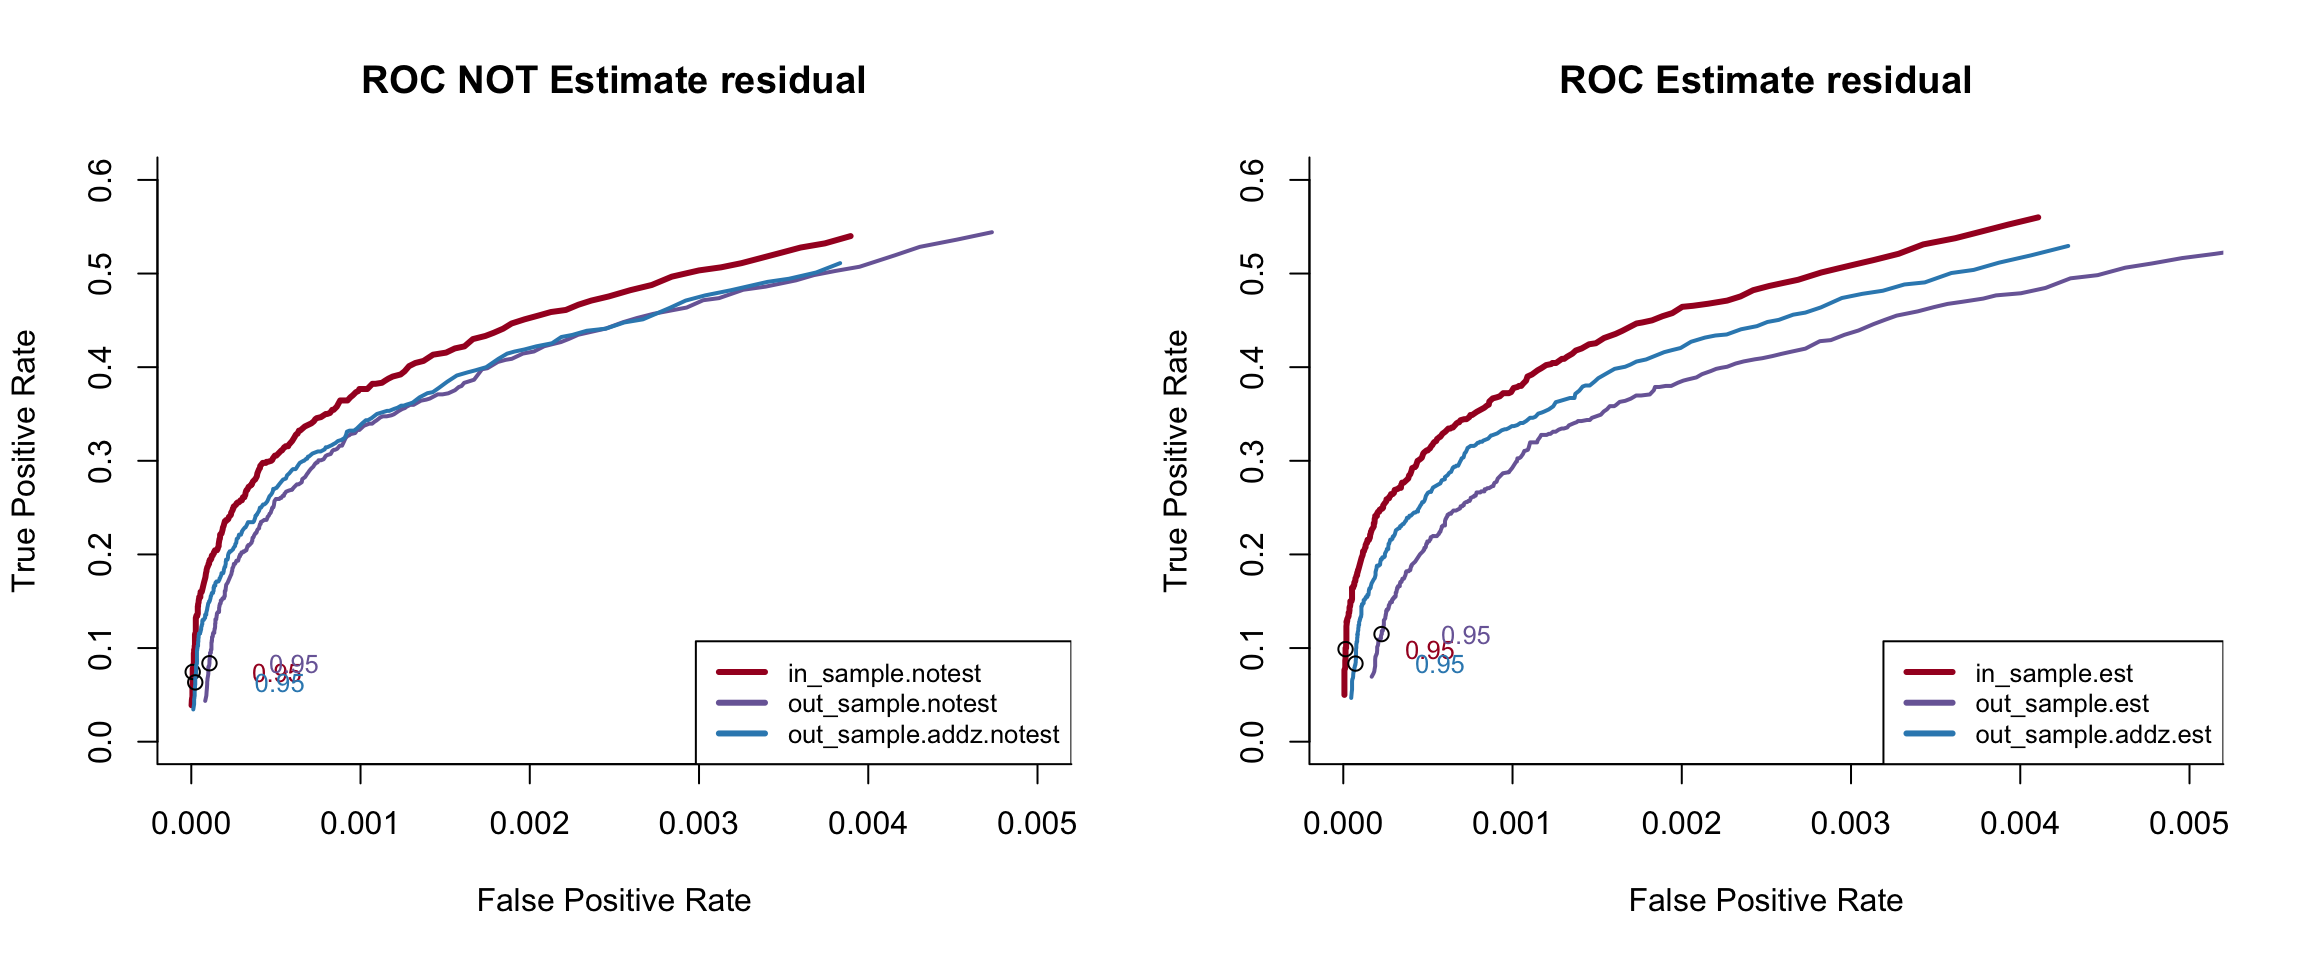 ROC NOT Estimate residual
True Positive Rate
0.6
0.5
0.4
0.3
0.2
0.1
0.0
0.95
0.95
0.95
in_sample.notest
out_sample.notest
out_sample.addz.notest
0.000 0.001 0.002 0.003 0.004 0.005
False Positive Rate
ROC Estimate residual
True Positive Rate
0.6
0.5
0.4
0.3
0.2
0.1
0.0
0.95
0.95
0.95
in_sample.est
out_sample.est
out_sample.addz.est
0.000 0.001 0.002 0.003 0.004 0.005
False Positive Rate